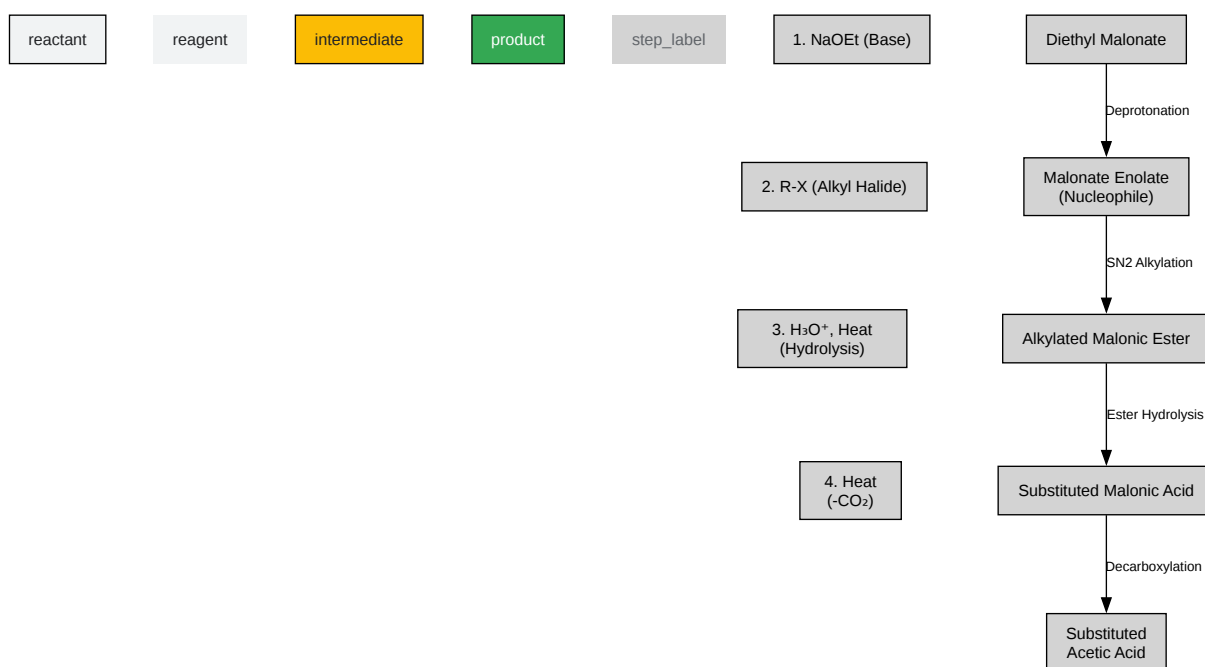 reactant
reagent
intermediate
product
step_label
1. NaOEt (Base)
Diethyl Malonate
Deprotonation
2. R-X (Alkyl Halide)
Malonate Enolate
(Nucleophile)
SN2 Alkylation
3. H₃O⁺, Heat
(Hydrolysis)
Alkylated Malonic Ester
Ester Hydrolysis
4. Heat
(-CO₂)
Substituted Malonic Acid
Decarboxylation
Substituted
Acetic Acid